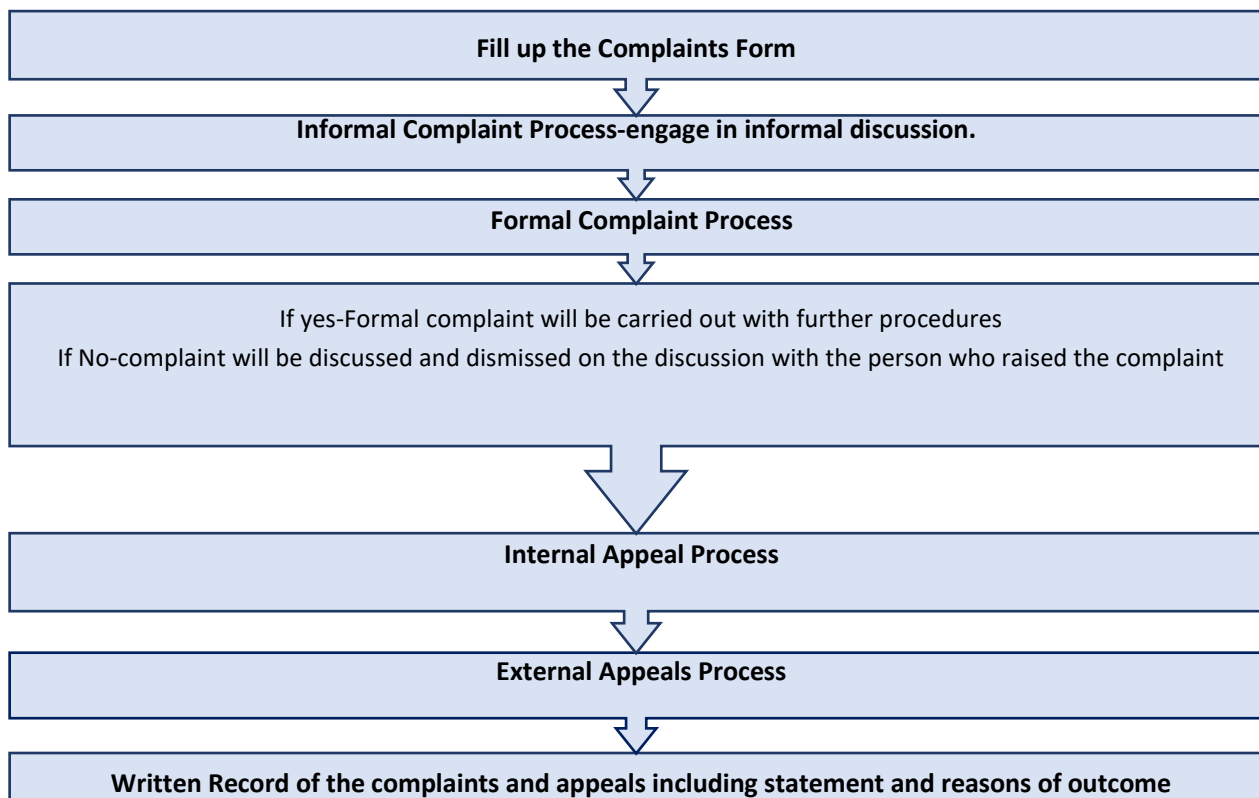 Fill up the Complaints Form
Informal Complaint Process-engage in informal discussion.
Formal Complaint Process
If yes-Formal complaint will be carried out with further procedures
If No-complaint will be discussed and dismissed on the discussion with the person who raised the complaint
Internal Appeal Process
External Appeals Process
Written Record of the complaints and appeals including statement and reasons of outcome